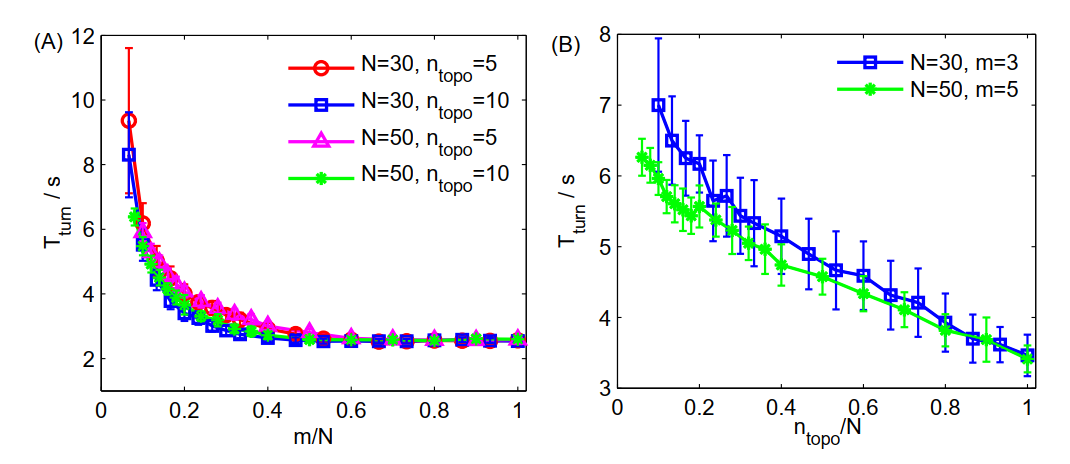 (A)
12
10
8
6
4
2
T_turn / s
0
0.2
0.4
0.6
0.8
1
m/N
N=30, n_topo=5
N=30, n_topo=10
N=50, n_topo=5
N=50, n_topo=10
(B)
8
7
6
5
4
3
T_turn / s
0
0.2
0.4
0.6
0.8
1
n_topo/N
N=30, m=3
N=50, m=5